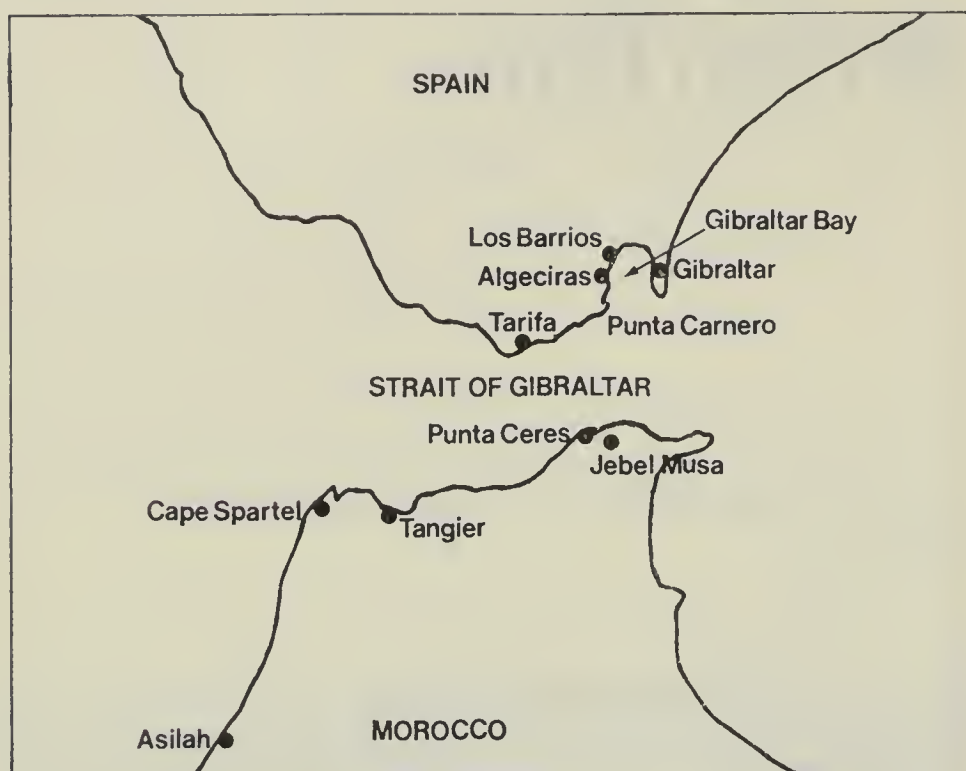 SPAIN
Gibraltar Bay
Los Barrios
Algeciras
Gibraltar
Tarifa
Punta Carnero
STRAIT OF GIBRALTAR
Punta Ceres
Jebel Musa
Cape Spartel
Tangier
Asilah
MOROCCO